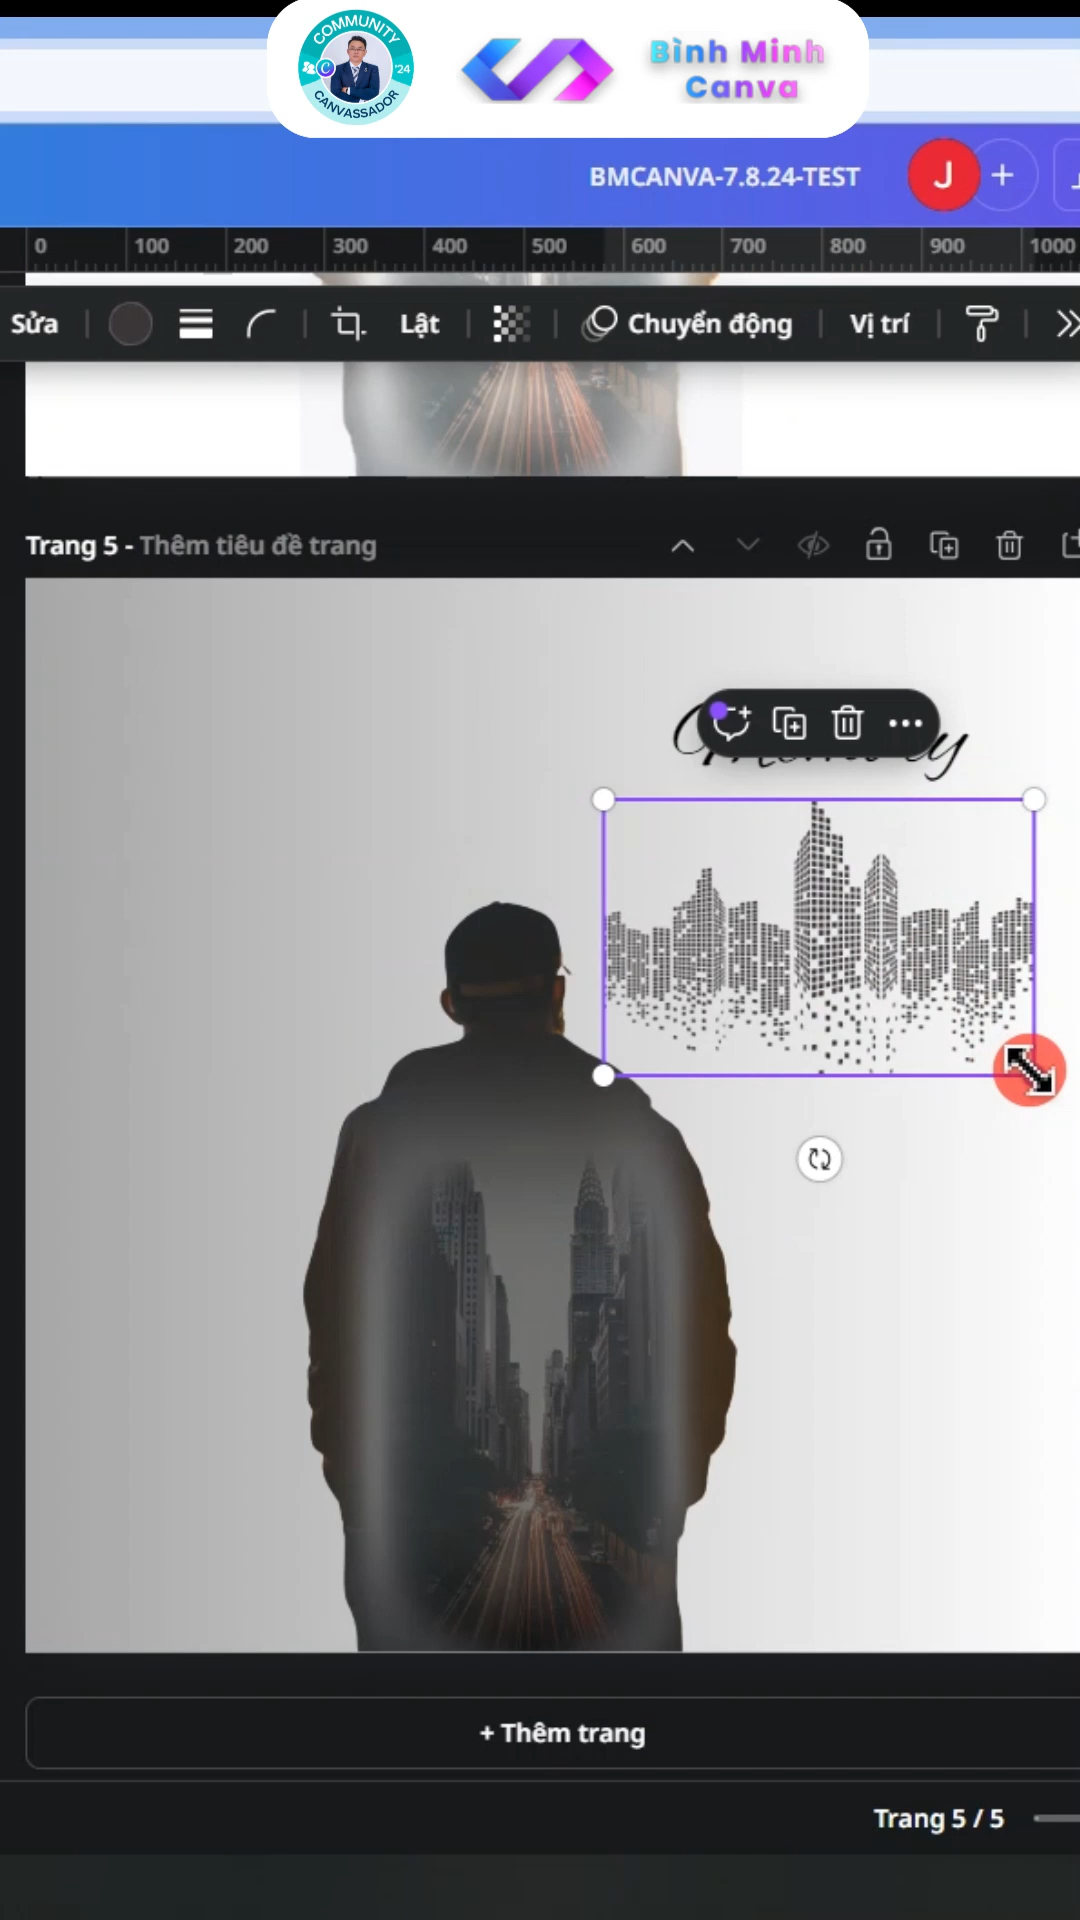 COMMUNITY
'24
CANVASSADOR
Bình Minh
Canva
BMCANVA-7.8.24-TEST
J
0 100 200 300 400 500 600 700 800 900 1000
Sửa
Lật
Chuyển động
Vị trí
Trang 5 - Thêm tiêu đề trang
+ Thêm trang
Trang 5 / 5